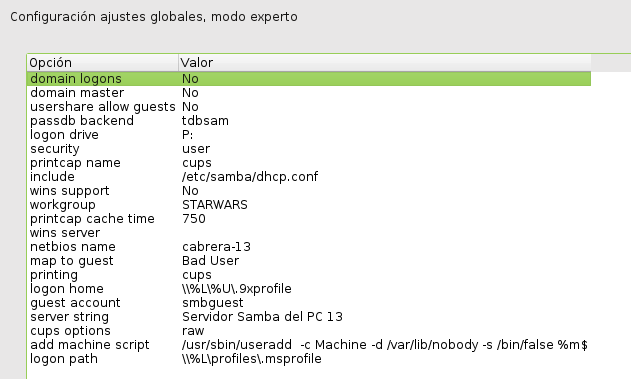 Configuración ajustes globales, modo experto
Opción Valor
domain logons No
domain master No
usershare allow guests No
passdb backend tdbsam
logon drive P:
security user
printcap name cups
include /etc/samba/dhcp.conf
wins support No
workgroup STARWARS
printcap cache time 750
wins server
netbios name cabrera-13
map to guest Bad User
printing cups
logon home \\%L\%U\.9xprofile
guest account smbguest
server string Servidor Samba del PC 13
cups options raw
add machine script /usr/sbin/useradd  -c Machine -d /var/lib/nobody -s /bin/false %m$
logon path \\%L\profiles\.msprofile